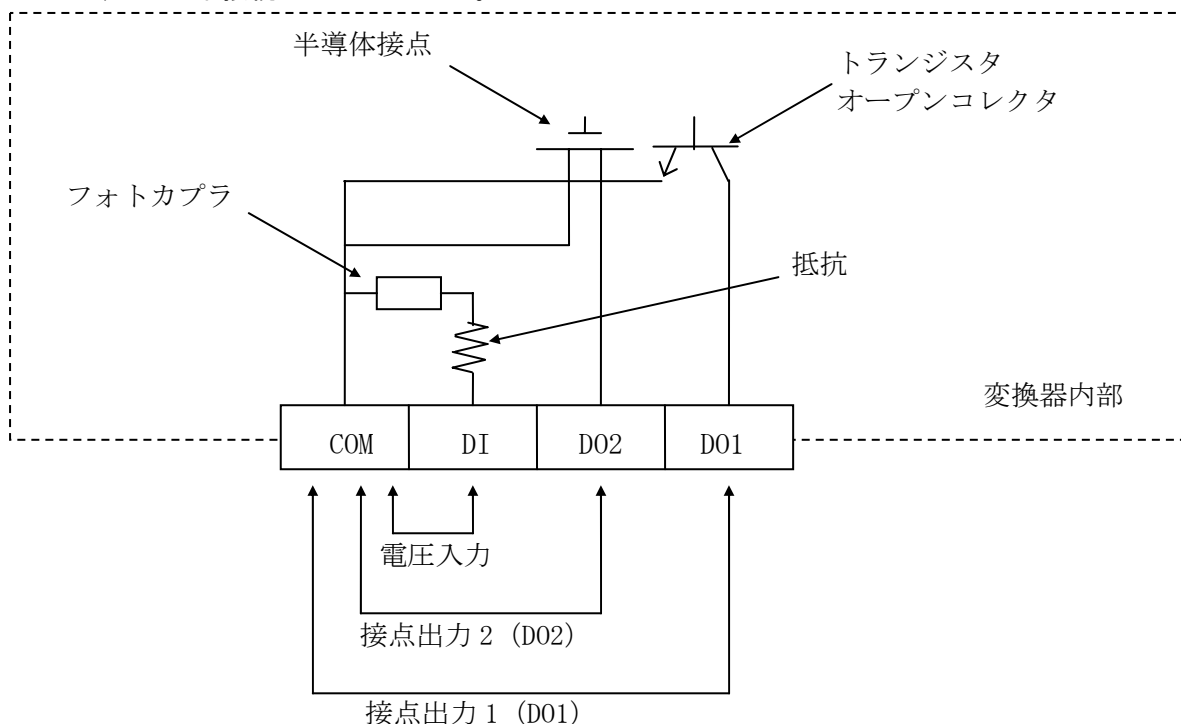 半導体接点
トランジスタ
オープンコレクタ
フォトカプラ
抵抗
変換器内部
COM DI DO2 DO1
電圧入力
接点出力 2 (DO2)
接点出力 1 (DO1)